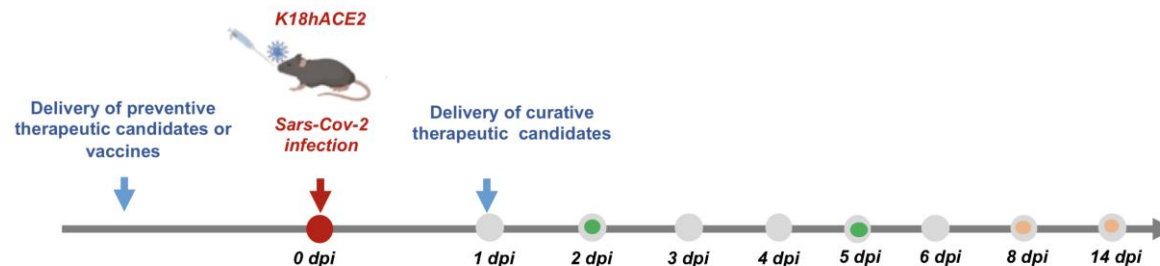 K18hACE2
Delivery of preventive
therapeutic candidates or
vaccines
Sars-Cov-2
infection
Delivery of curative
therapeutic candidates
0 dpi
1 dpi
2 dpi
3 dpi
4 dpi
5 dpi
6 dpi
8 dpi
14 dpi